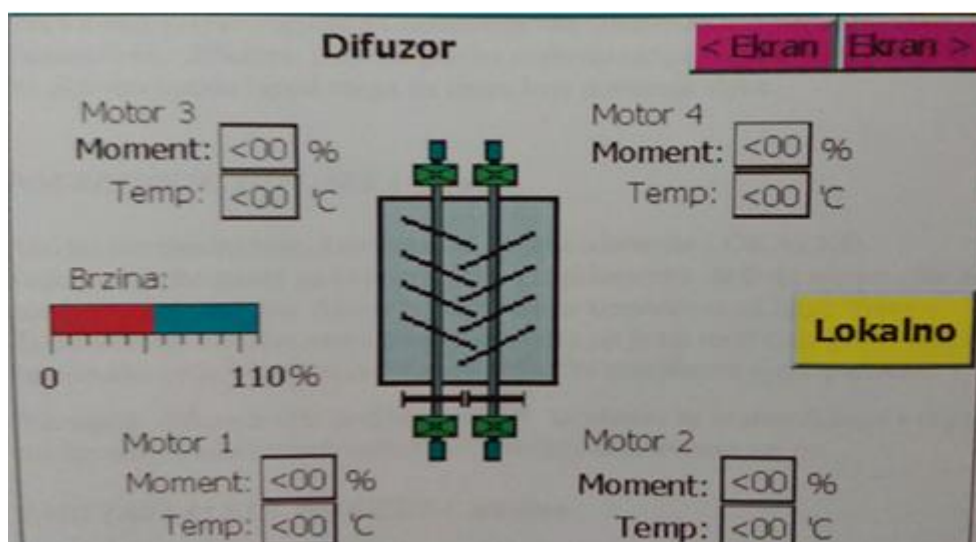 Difuzor
< Ekran
Ekran >
Motor 3
Moment: <00 %
Temp: <00 °C
Motor 4
Moment: <00 %
Temp: <00 °C
Brzina:
0 110%
Lokalno
Motor 1
Moment: <00 %
Temp: <00 °C
Motor 2
Moment: <00 %
Temp: <00 °C